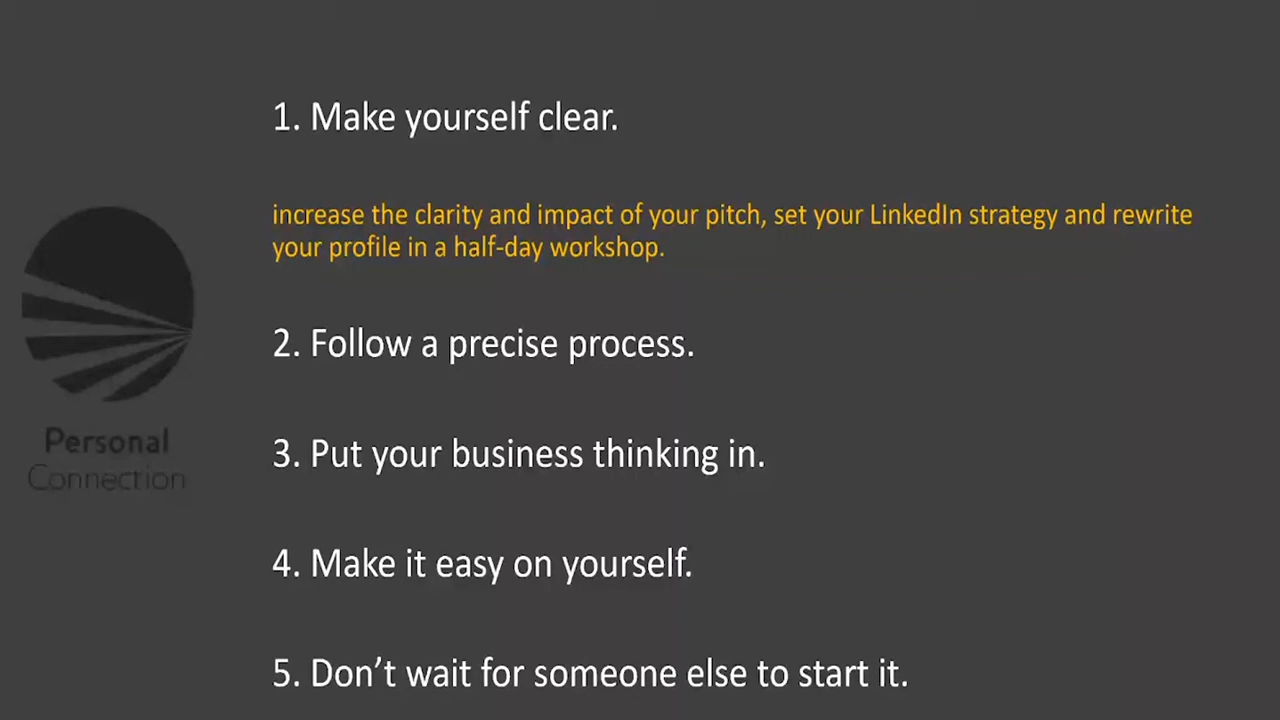 1. Make yourself clear.
increase the clarity and impact of your pitch, set your LinkedIn strategy and rewrite
your profile in a half-day workshop.
2. Follow a precise process.
Personal
Connection
3. Put your business thinking in.
4. Make it easy on yourself.
5. Don’t wait for someone else to start it.